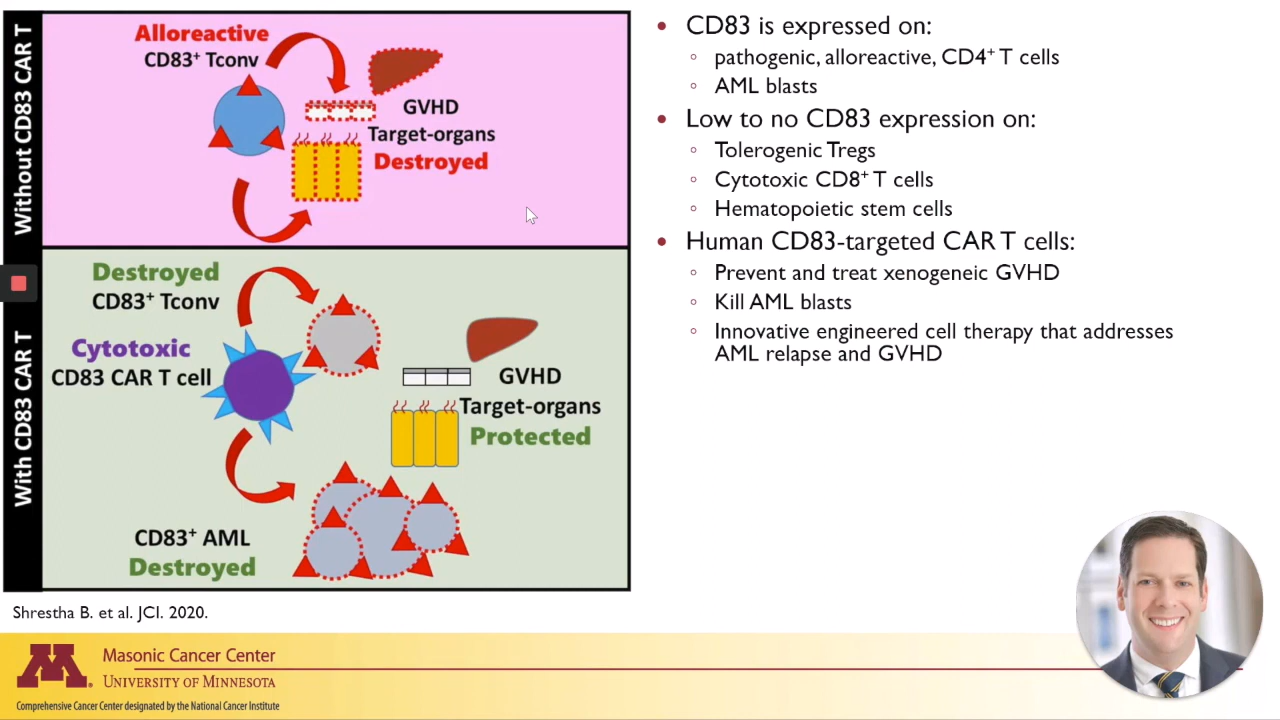 Without CD83 CAR T
Alloreactive
CD83⁺ Tconv
GVHD
Target-organs
Destroyed
With CD83 CAR T
Destroyed
CD83⁺ Tconv
Cytotoxic
CD83 CAR T cell
GVHD
Target-organs
Protected
CD83⁺ AML
Destroyed
Shrestha B. et al. JCI. 2020.
• CD83 is expressed on:
◦ pathogenic, alloreactive, CD4⁺ T cells
◦ AML blasts
• Low to no CD83 expression on:
◦ Tolerogenic Tregs
◦ Cytotoxic CD8⁺ T cells
◦ Hematopoietic stem cells
• Human CD83-targeted CAR T cells:
◦ Prevent and treat xenogeneic GVHD
◦ Kill AML blasts
◦ Innovative engineered cell therapy that addresses
AML relapse and GVHD
M.
Masonic Cancer Center
UNIVERSITY OF MINNESOTA
Comprehensive Cancer Center designated by the National Cancer Institute